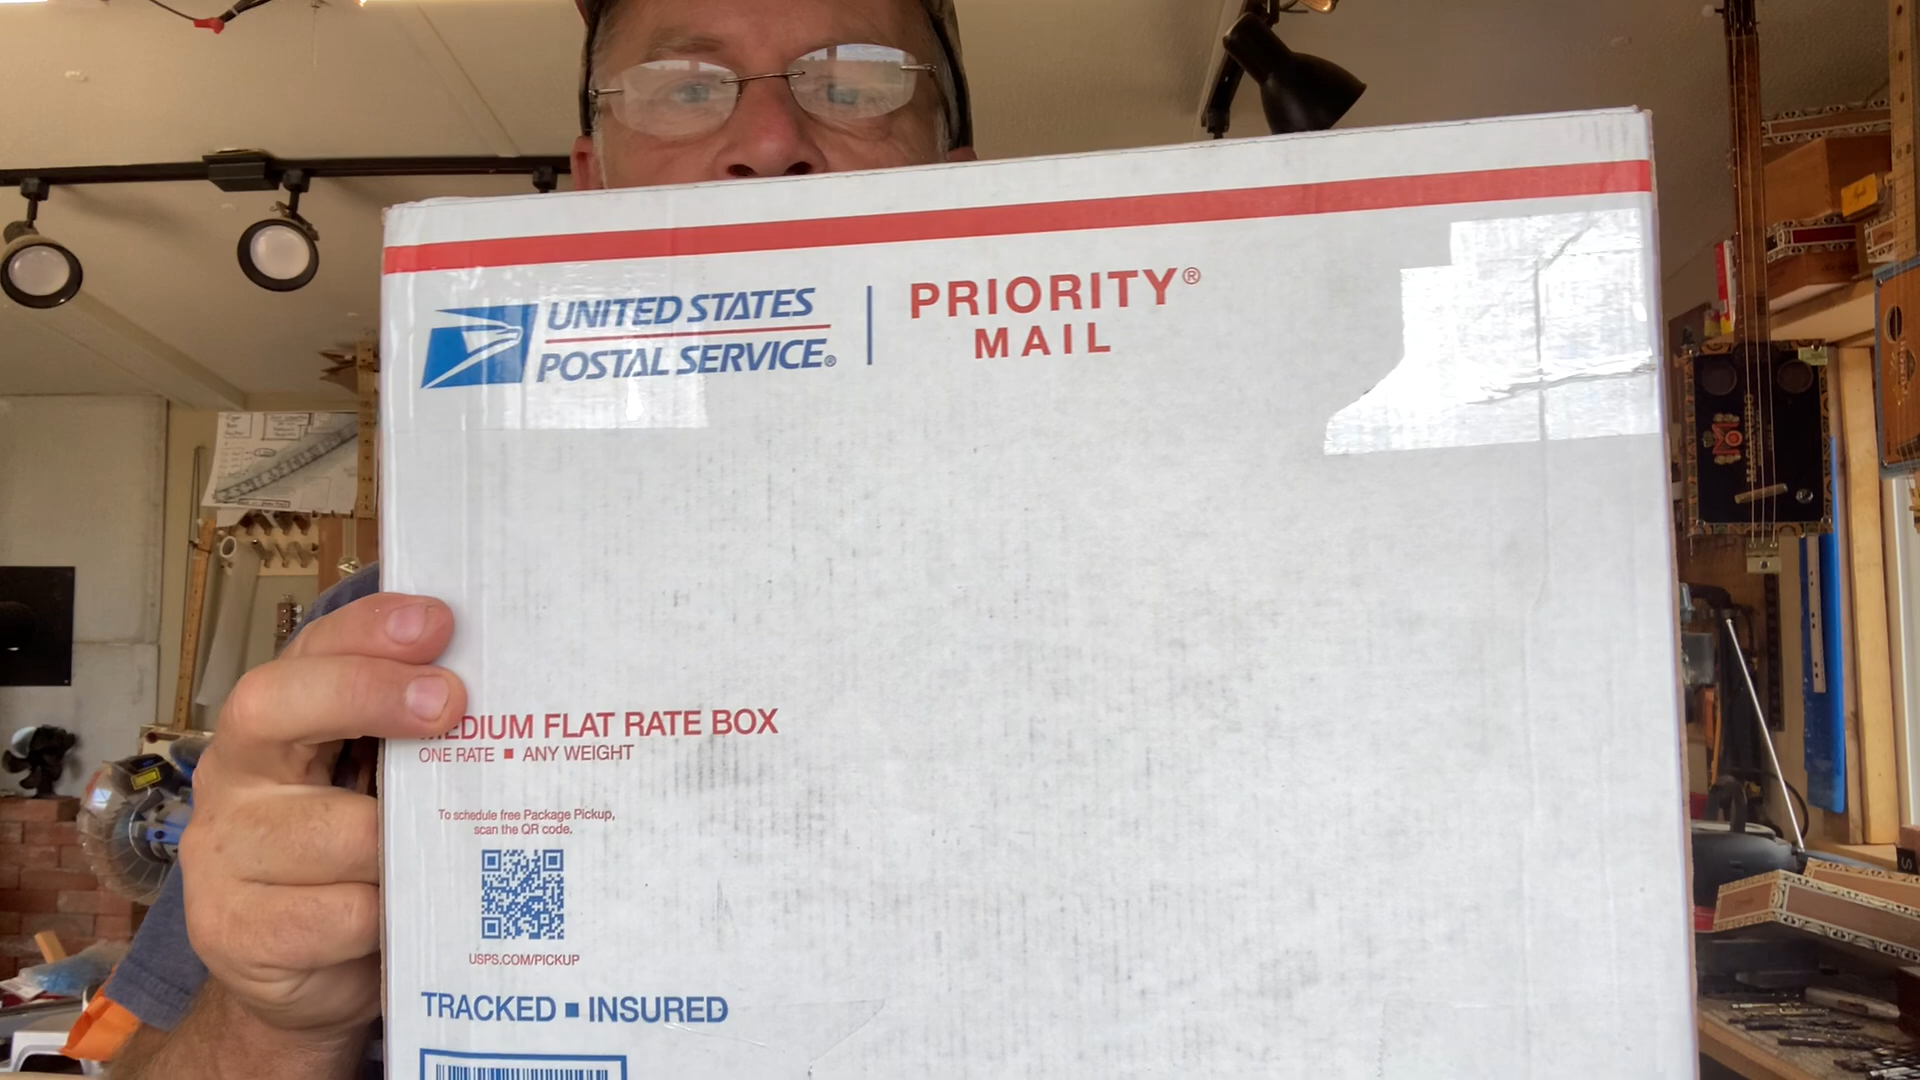 UNITED STATES
POSTAL SERVICE®
PRIORITY®
MAIL
MEDIUM FLAT RATE BOX
ONE RATE ■ ANY WEIGHT
To schedule free Package Pickup,
scan the QR code.
USPS.COM/PICKUP
TRACKED ■ INSURED